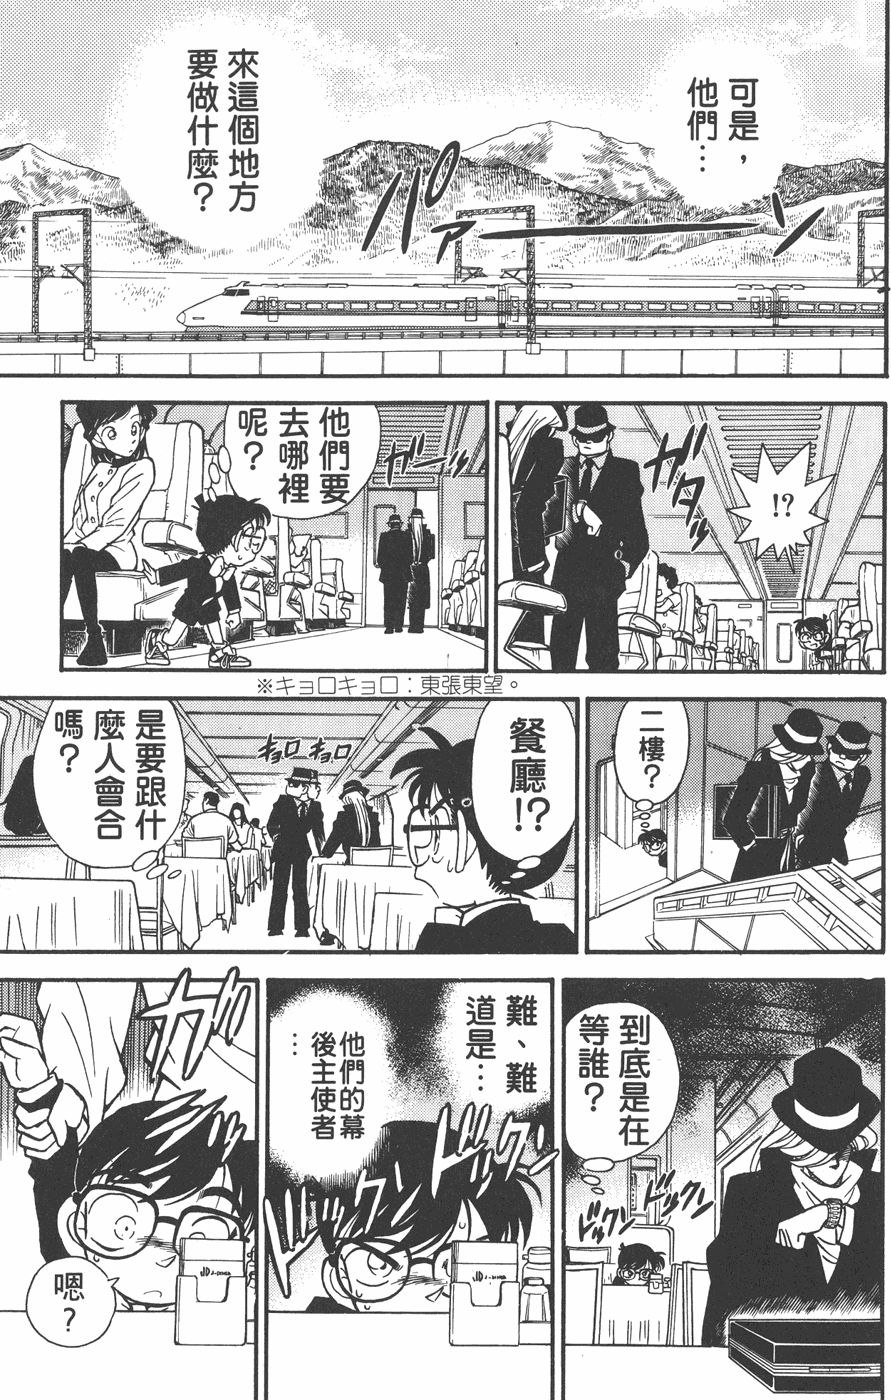 可是，
他們…
來這個地方
要做什麼？
パァーーン
!?
ガタッ
他們要
去哪裡
呢？
ガーッ
※キョロキョロ：東張東望。
二樓？
餐廳!?
キョロ
キョロ
是要跟什
麼人會合
嗎？
到底是在
等誰？
ドックンドックン
難、難
道是…
他們的幕
後主使者
…
ドックンドックン
ガッ
嗯？